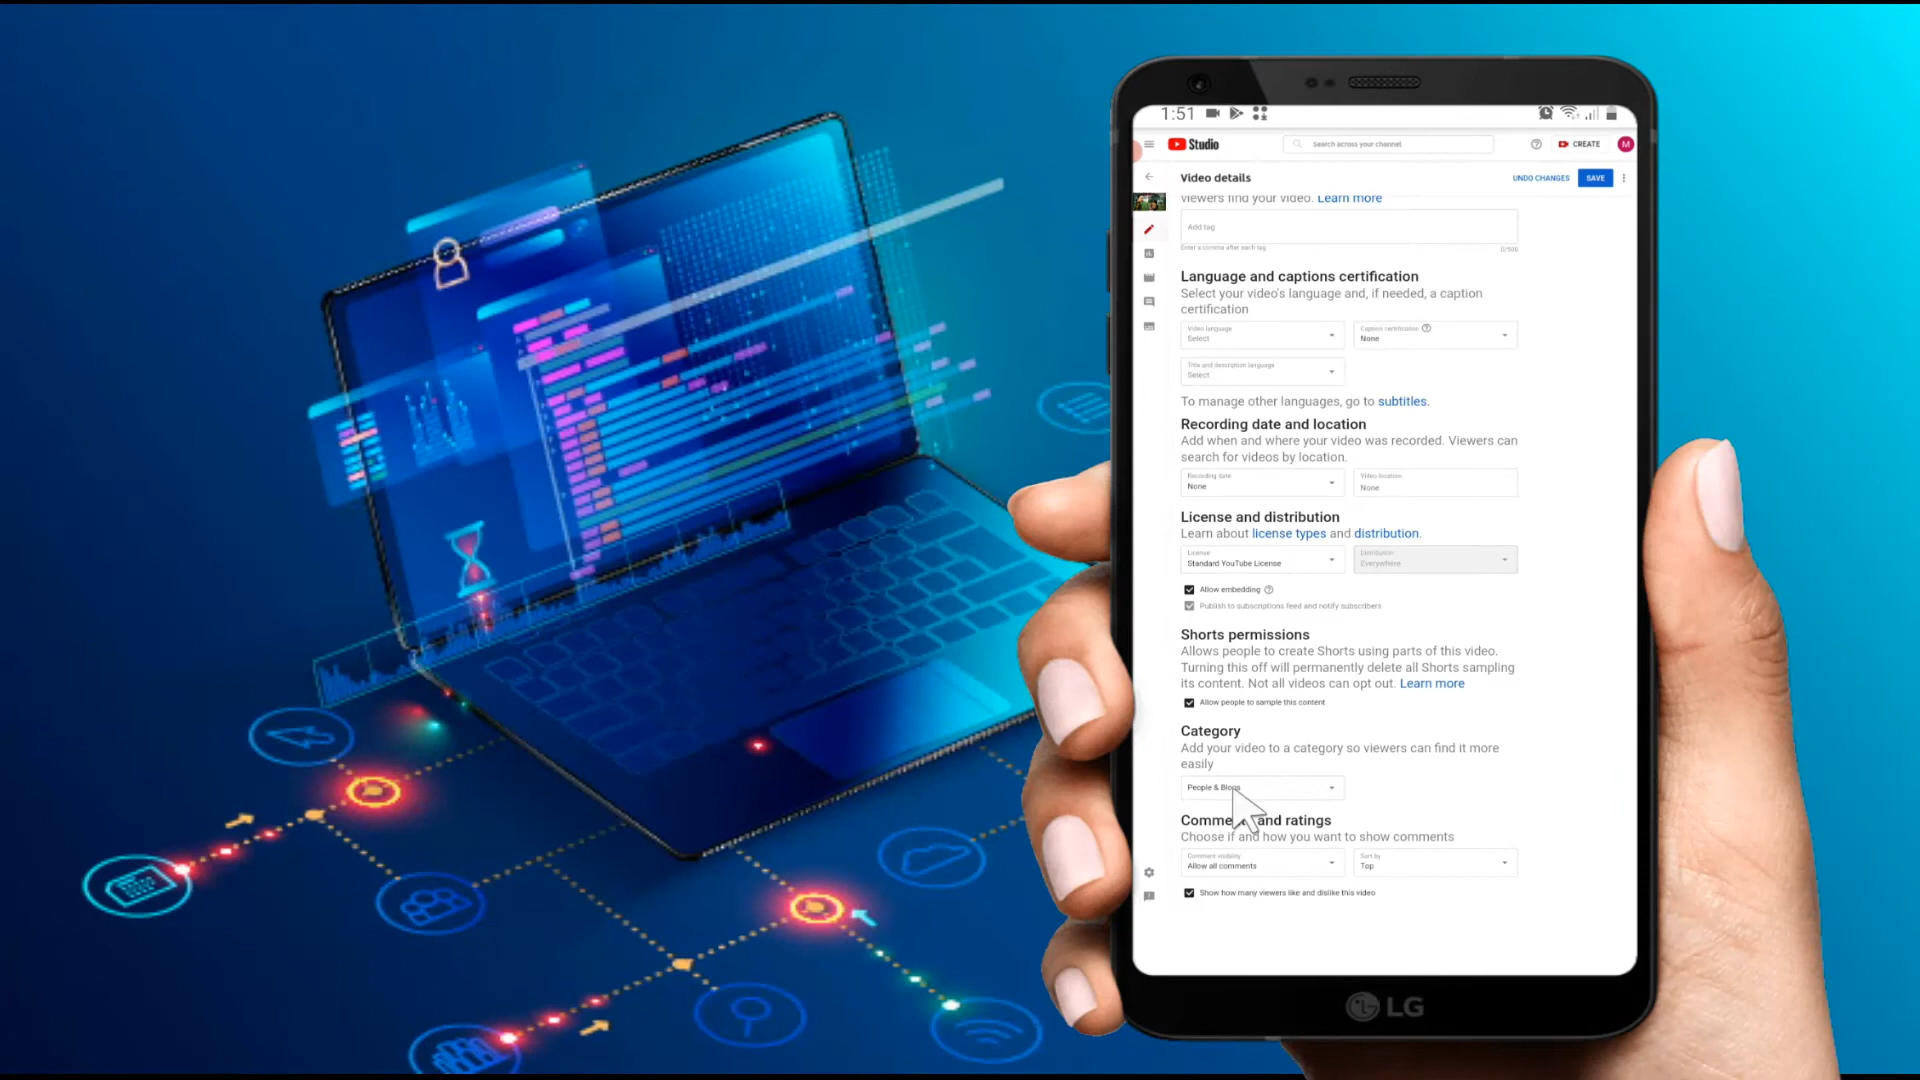 1:51
Studio
Search across your channel
CREATE
M
Video details
UNDO CHANGES
SAVE
viewers find your video. Learn more
Add tag
Enter a comma after each tag
0/500
Language and captions certification
Select your video's language and, if needed, a caption
certification
Video language
Select
Caption certification
None
Title and description language
Select
To manage other languages, go to subtitles.
Recording date and location
Add when and where your video was recorded. Viewers can
search for videos by location.
Recording date
None
Video location
None
License and distribution
Learn about license types and distribution.
License
Standard YouTube License
Distribution
Everywhere
Allow embedding
Publish to subscriptions feed and notify subscribers
Shorts permissions
Allows people to create Shorts using parts of this video.
Turning this off will permanently delete all Shorts sampling
its content. Not all videos can opt out. Learn more
Allow people to sample this content
Category
Add your video to a category so viewers can find it more
easily
People & Blogs
Comments and ratings
Choose if and how you want to show comments
Comment visibility
Allow all comments
Sort by
Top
Show how many viewers like and dislike this video
LG